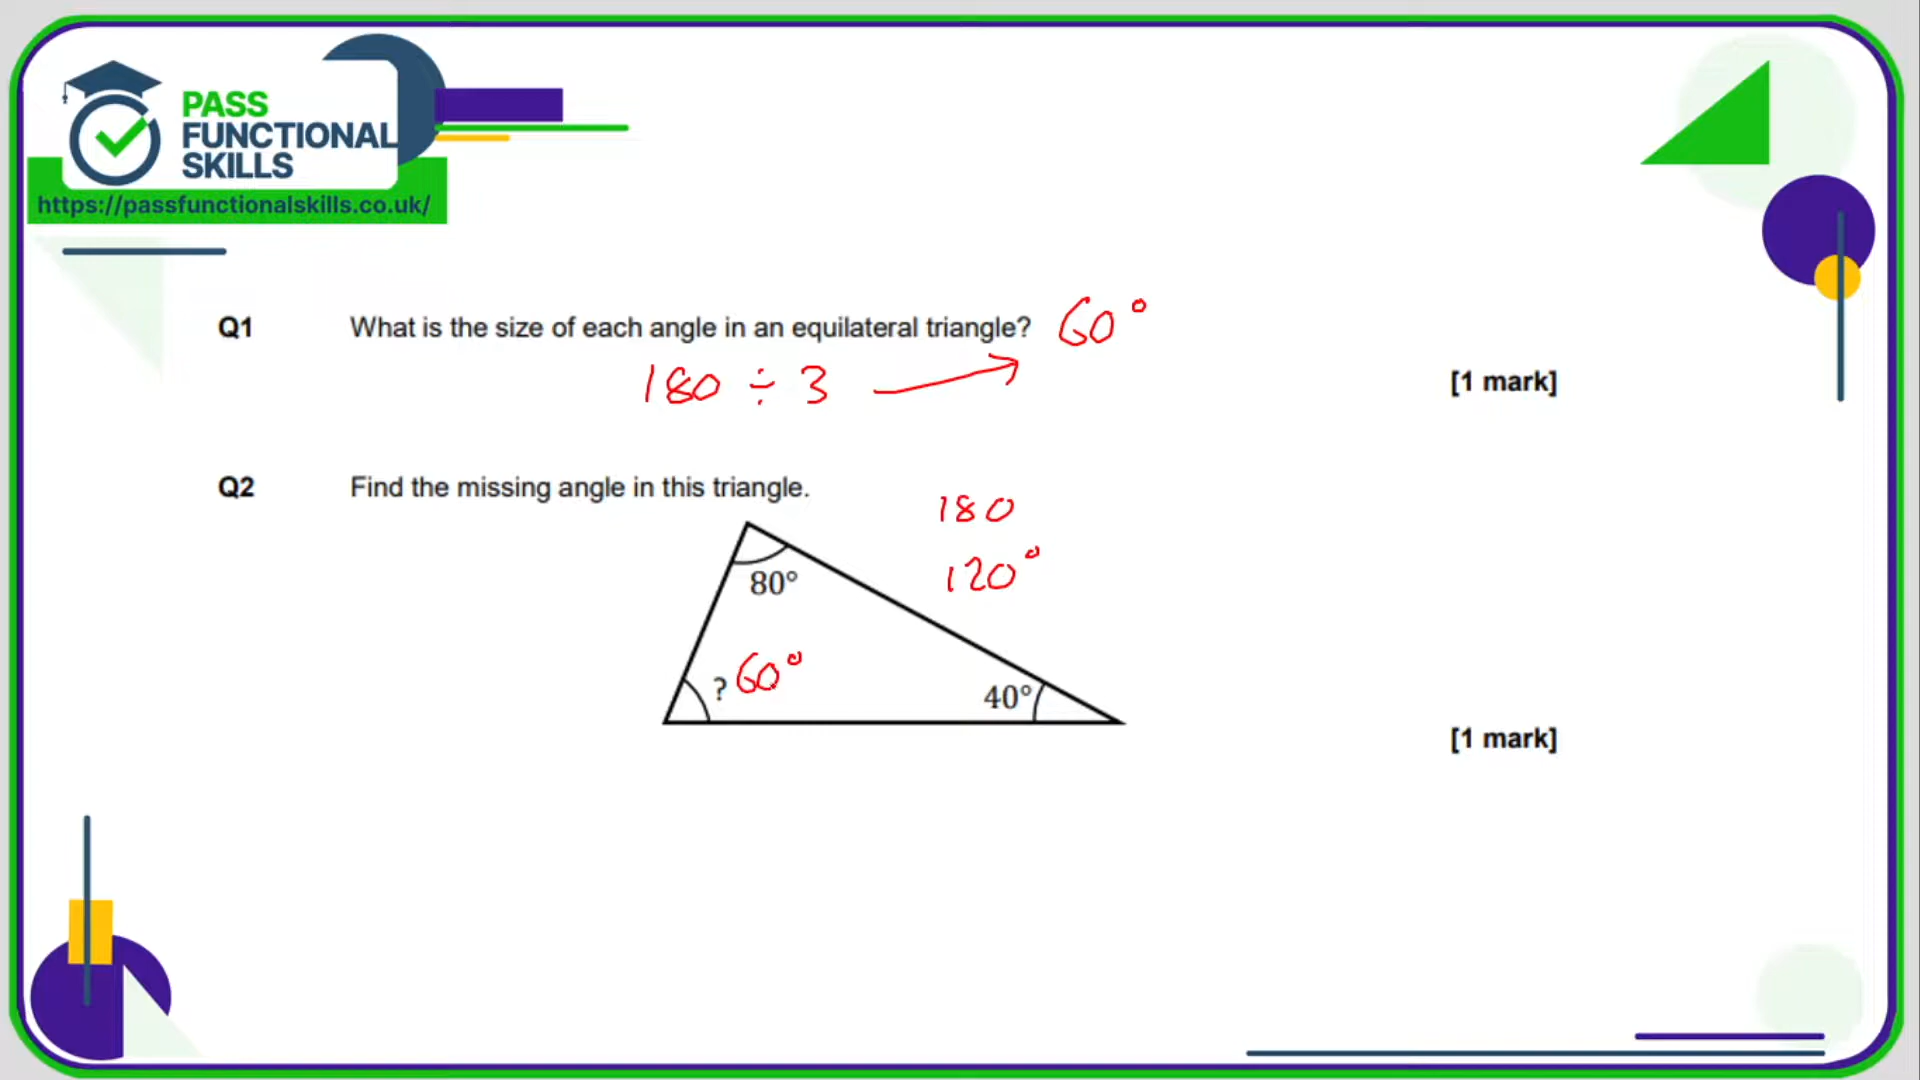 PASS
FUNCTIONAL
SKILLS
https://passfunctionalskills.co.uk/
Q1 What is the size of each angle in an equilateral triangle? 60°
180 ÷ 3
[1 mark]
Q2 Find the missing angle in this triangle.
180
120°
80°
? 60°
40°
[1 mark]